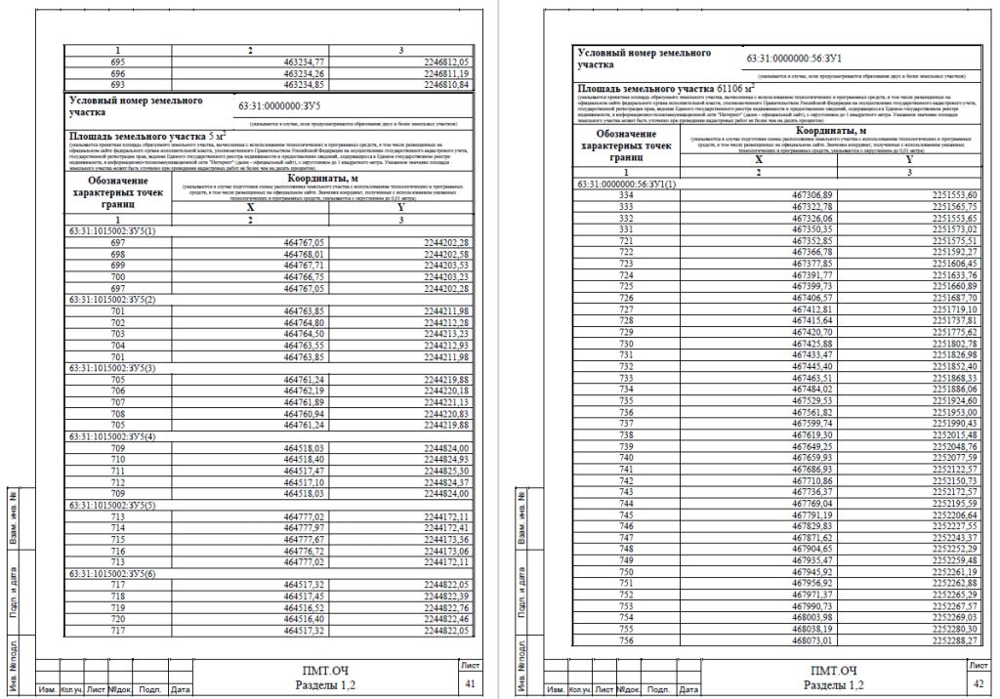 1 2 3
695 463234,77 2246812,05
696 463234,26 2246811,19
693 463234,85 2246810,84
Условный номер земельного участка 63:31:0000000:ЗУ5
(указывается в случае, если предусматривается образование двух и более земельных участков)
Площадь земельного участка 5 м²
(указывается проектная площадь образуемого земельного участка, вычисленная с использованием технологических и программных средств, в том числе размещенных на
официальном сайте федерального органа исполнительной власти, уполномоченного Правительством Российской Федерации на осуществление государственного кадастрового учета,
государственной регистрации прав, ведение Единого государственного реестра недвижимости и предоставление сведений, содержащихся в Едином государственном реестре
недвижимости, в информационно-телекоммуникационной сети "Интернет" (далее - официальный сайт), с округлением до 1 квадратного метра. Указанное значение площади
земельного участка может быть уточнено при проведении кадастровых работ не более чем на десять процентов)
Обозначение характерных точек границ
Координаты, м
(указываются в случае подготовки схемы расположения земельного участка с использованием технологических и программных
средств, в том числе размещенных на официальном сайте. Значения координат, полученные с использованием указанных
технологических и программных средств, указываются с округлением до 0,01 метра)
X Y
1 2 3
63:31:1015002:ЗУ5(1)
697 464767,05 2244202,28
698 464768,01 2244202,58
699 464767,71 2244203,53
700 464766,75 2244203,23
697 464767,05 2244202,28
63:31:1015002:ЗУ5(2)
701 464763,85 2244211,98
702 464764,80 2244212,28
703 464764,50 2244213,23
704 464763,55 2244212,93
701 464763,85 2244211,98
63:31:1015002:ЗУ5(3)
705 464761,24 2244219,88
706 464762,19 2244220,18
707 464761,89 2244221,13
708 464760,94 2244220,83
705 464761,24 2244219,88
63:31:1015002:ЗУ5(4)
709 464518,03 2244824,00
710 464518,40 2244824,93
711 464517,47 2244825,30
712 464517,10 2244824,37
709 464518,03 2244824,00
63:31:1015002:ЗУ5(5)
713 464777,02 2244172,11
714 464777,97 2244172,41
715 464777,67 2244173,36
716 464776,72 2244173,06
713 464777,02 2244172,11
63:31:1015002:ЗУ5(6)
717 464517,32 2244822,05
718 464517,45 2244822,39
719 464516,52 2244822,76
720 464516,40 2244822,46
717 464517,32 2244822,05
Взам. инв. №
Подп. и дата
Инв. № подл.
Изм. Кол.уч. Лист №док. Подп. Дата
ПМТ.ОЧ
Разделы 1,2
Лист
41
Условный номер земельного участка 63:31:0000000:56:ЗУ1
(указывается в случае, если предусматривается образование двух и более земельных участков)
Площадь земельного участка 61106 м²
(указывается проектная площадь образуемого земельного участка, вычисленная с использованием технологических и программных средств, в том числе размещенных на
официальном сайте федерального органа исполнительной власти, уполномоченного Правительством Российской Федерации на осуществление государственного кадастрового учета,
государственной регистрации прав, ведение Единого государственного реестра недвижимости и предоставление сведений, содержащихся в Едином государственном реестре
недвижимости, в информационно-телекоммуникационной сети "Интернет" (далее - официальный сайт), с округлением до 1 квадратного метра. Указанное значение площади
земельного участка может быть уточнено при проведении кадастровых работ не более чем на десять процентов)
Обозначение характерных точек границ
Координаты, м
(указываются в случае подготовки схемы расположения земельного участка с использованием технологических и программных
средств, в том числе размещенных на официальном сайте. Значения координат, полученные с использованием указанных
технологических и программных средств, указываются с округлением до 0,01 метра)
X Y
1 2 3
63:31:0000000:56:ЗУ1(1)
334 467306,89 2251553,60
333 467322,78 2251565,75
332 467326,06 2251553,65
331 467350,35 2251573,02
721 467352,85 2251575,51
722 467366,78 2251592,27
723 467377,85 2251606,45
724 467391,77 2251633,76
725 467399,73 2251660,89
726 467406,57 2251687,70
727 467412,81 2251719,10
728 467415,64 2251737,81
729 467420,70 2251775,62
730 467425,88 2251802,78
731 467433,47 2251826,98
732 467445,40 2251852,40
733 467463,51 2251868,33
734 467484,02 2251886,06
735 467529,53 2251924,60
736 467561,82 2251953,00
737 467599,74 2251990,43
738 467619,30 2252015,48
739 467649,25 2252048,76
740 467659,93 2252077,59
741 467686,93 2252122,57
742 467710,86 2252150,73
743 467736,37 2252172,57
744 467769,04 2252195,59
745 467791,19 2252206,64
746 467829,83 2252227,55
747 467871,62 2252243,37
748 467904,65 2252252,29
749 467935,47 2252259,48
750 467945,92 2252261,19
751 467956,92 2252262,88
752 467971,37 2252265,29
753 467990,73 2252267,57
754 468003,98 2252269,03
755 468038,19 2252280,30
756 468073,01 2252288,27
Взам. инв. №
Подп. и дата
Инв. № подл.
Изм. Кол.уч. Лист №док. Подп. Дата
ПМТ.ОЧ
Разделы 1,2
Лист
42